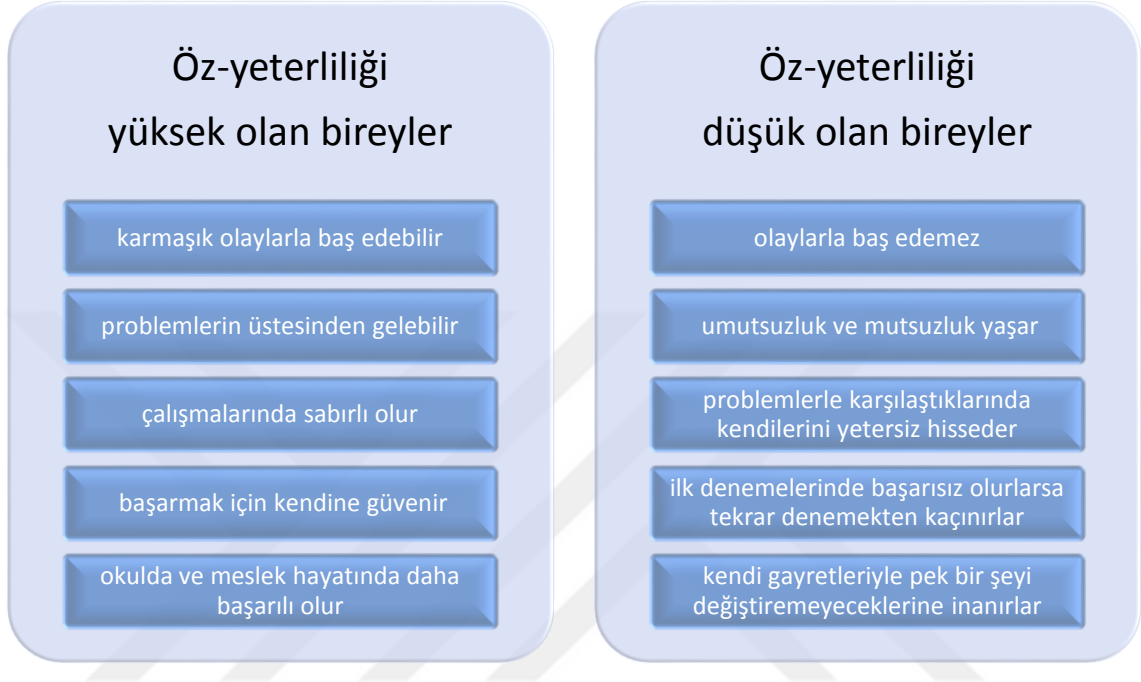 Öz-yeterliliği
yüksek olan bireyler
karmaşık olaylarla baş edebilir
problemlerin üstesinden gelebilir
çalışmalarında sabırlı olur
başarmak için kendine güvenir
okulda ve meslek hayatında daha
başarılı olur
Öz-yeterliliği
düşük olan bireyler
olaylarla baş edemez
umutsuzluk ve mutsuzluk yaşar
problemlerle karşılaştıklarında
kendilerini yetersiz hisseder
ilk denemelerinde başarısız olurlarsa
tekrar denemekten kaçınırlar
kendi gayretleriyle pek bir şeyi
değiştiremeyeceklerine inanırlar